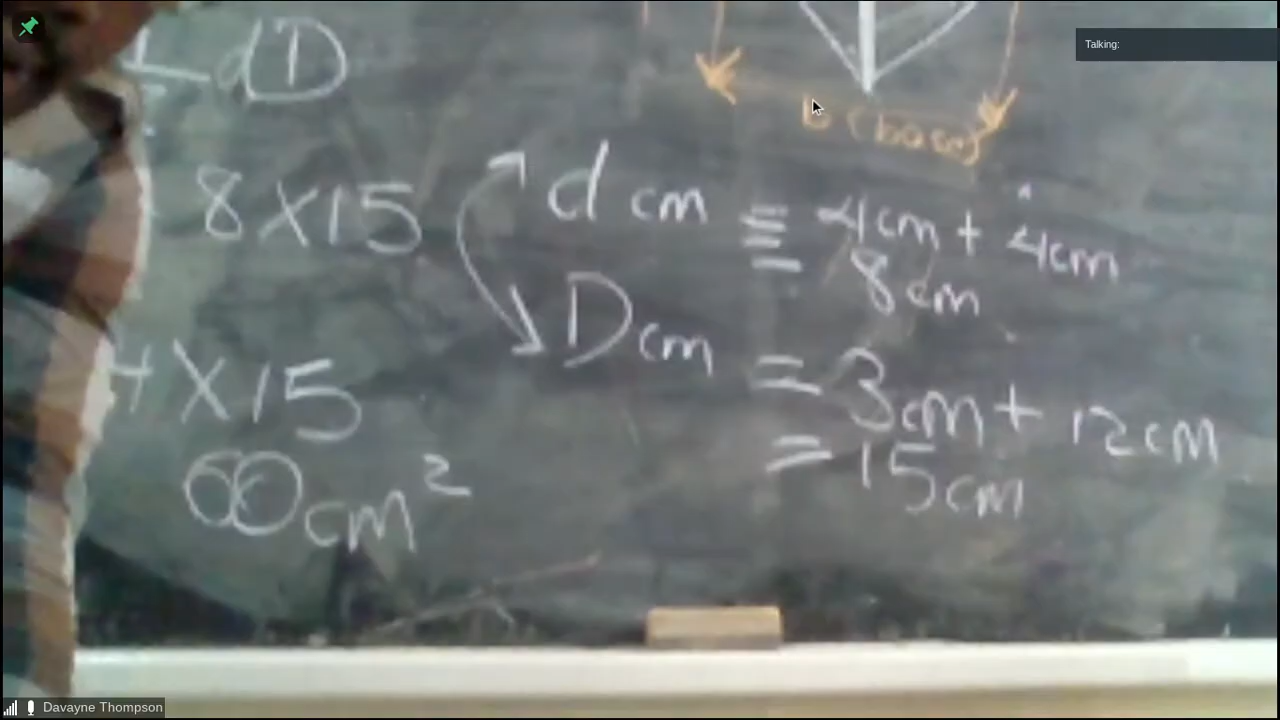 Talking:
dD
b (base)
8 X 15
d cm = 4cm + 4cm
= 8cm
D cm = 3cm + 12cm
= 15cm
4 X 15
60cm²
Davayne Thompson